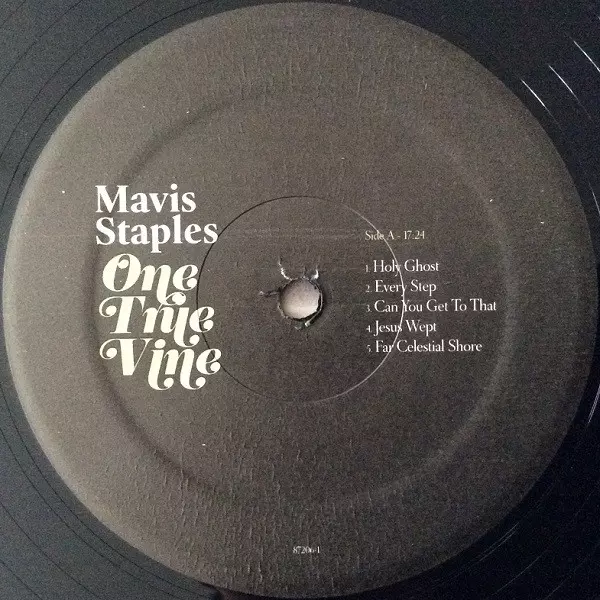 Mavis
Staples
One
True
Vine
Side A - 17:24
1. Holy Ghost
2. Every Step
3. Can You Get To That
4. Jesus Wept
5. Far Celestial Shore
87206-1